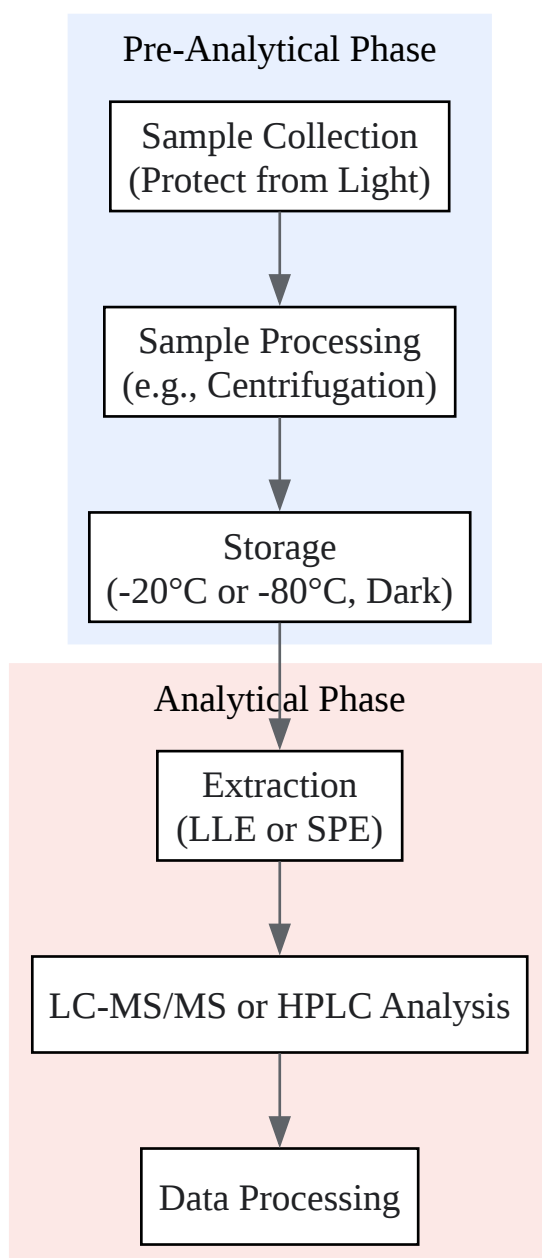 Pre-Analytical Phase
Sample Collection
(Protect from Light)
Sample Processing
(e.g., Centrifugation)
Storage
(-20°C or -80°C, Dark)
Analytical Phase
Extraction
(LLE or SPE)
LC-MS/MS or HPLC Analysis
Data Processing